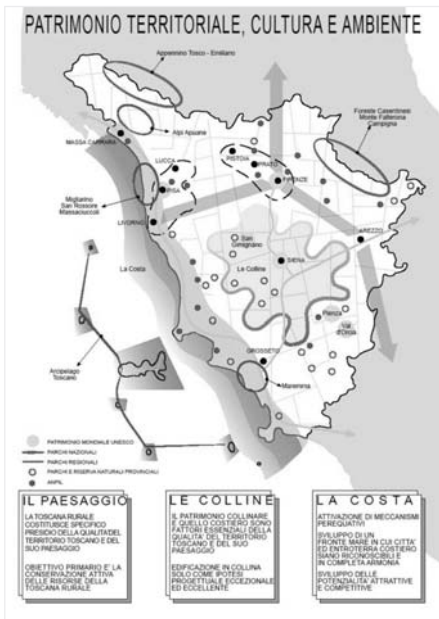 PATRIMONIO TERRITORIALE, CULTURA E AMBIENTE
Appennino Tosco - Emiliano
Alpi Apuane
MASSA CARRARA
Foreste Casentinesi
Monte Falterona
Campigna
LUCCA
PISTOIA
PRATO
FIRENZE
PISA
Migliarino
San Rossore
Massaciuccoli
LIVORNO
AREZZO
San
Gimignano
La Costa
Le Colline
SIENA
Pienza
Val
d'Orcia
GROSSETO
Arcipelago
Toscano
Maremma
PATRIMONIO MONDIALE UNESCO
PARCHI NAZIONALI
PARCHI REGIONALI
PARCHI E RISERVA NATURALI PROVINCIALI
ANPIL
IL PAESAGGIO
LA TOSCANA RURALE
COSTITUISCE SPECIFICO
PRESIDIO DELLA QUALITA' DEL
TERRITORIO TOSCANO E DEL
SUO PAESAGGIO
OBIETTIVO PRIMARIO E' LA
CONSERVAZIONE ATTIVA
DELLE RISORSE DELLA
TOSCANA RURALE
LE COLLINE
IL PATRIMONIO COLLINARE
E QUELLO COSTIERO SONO
FATTORI ESSENZIALI DELLA
QUALITA' DEL TERRITORIO
TOSCANO E DEL SUO
PAESAGGIO
EDIFICAZIONE IN COLLINA
SOLO COME IPOTESI
PROGETTUALE ECCEZIONALE
ED ECCELLENTE
LA COSTA
ATTIVAZIONE DI MECCANISMI
PEREQUATIVI
SVILUPPO DI UN
FRONTE MARE IN CUI CITTA'
ED ENTROTERRA COSTIERO
SIANO RICONOSCIBILI E
IN COMPLETA ARMONIA
SVILUPPO DELLE
POTENZIALITA' ATTRATTIVE
E COMPETITIVE